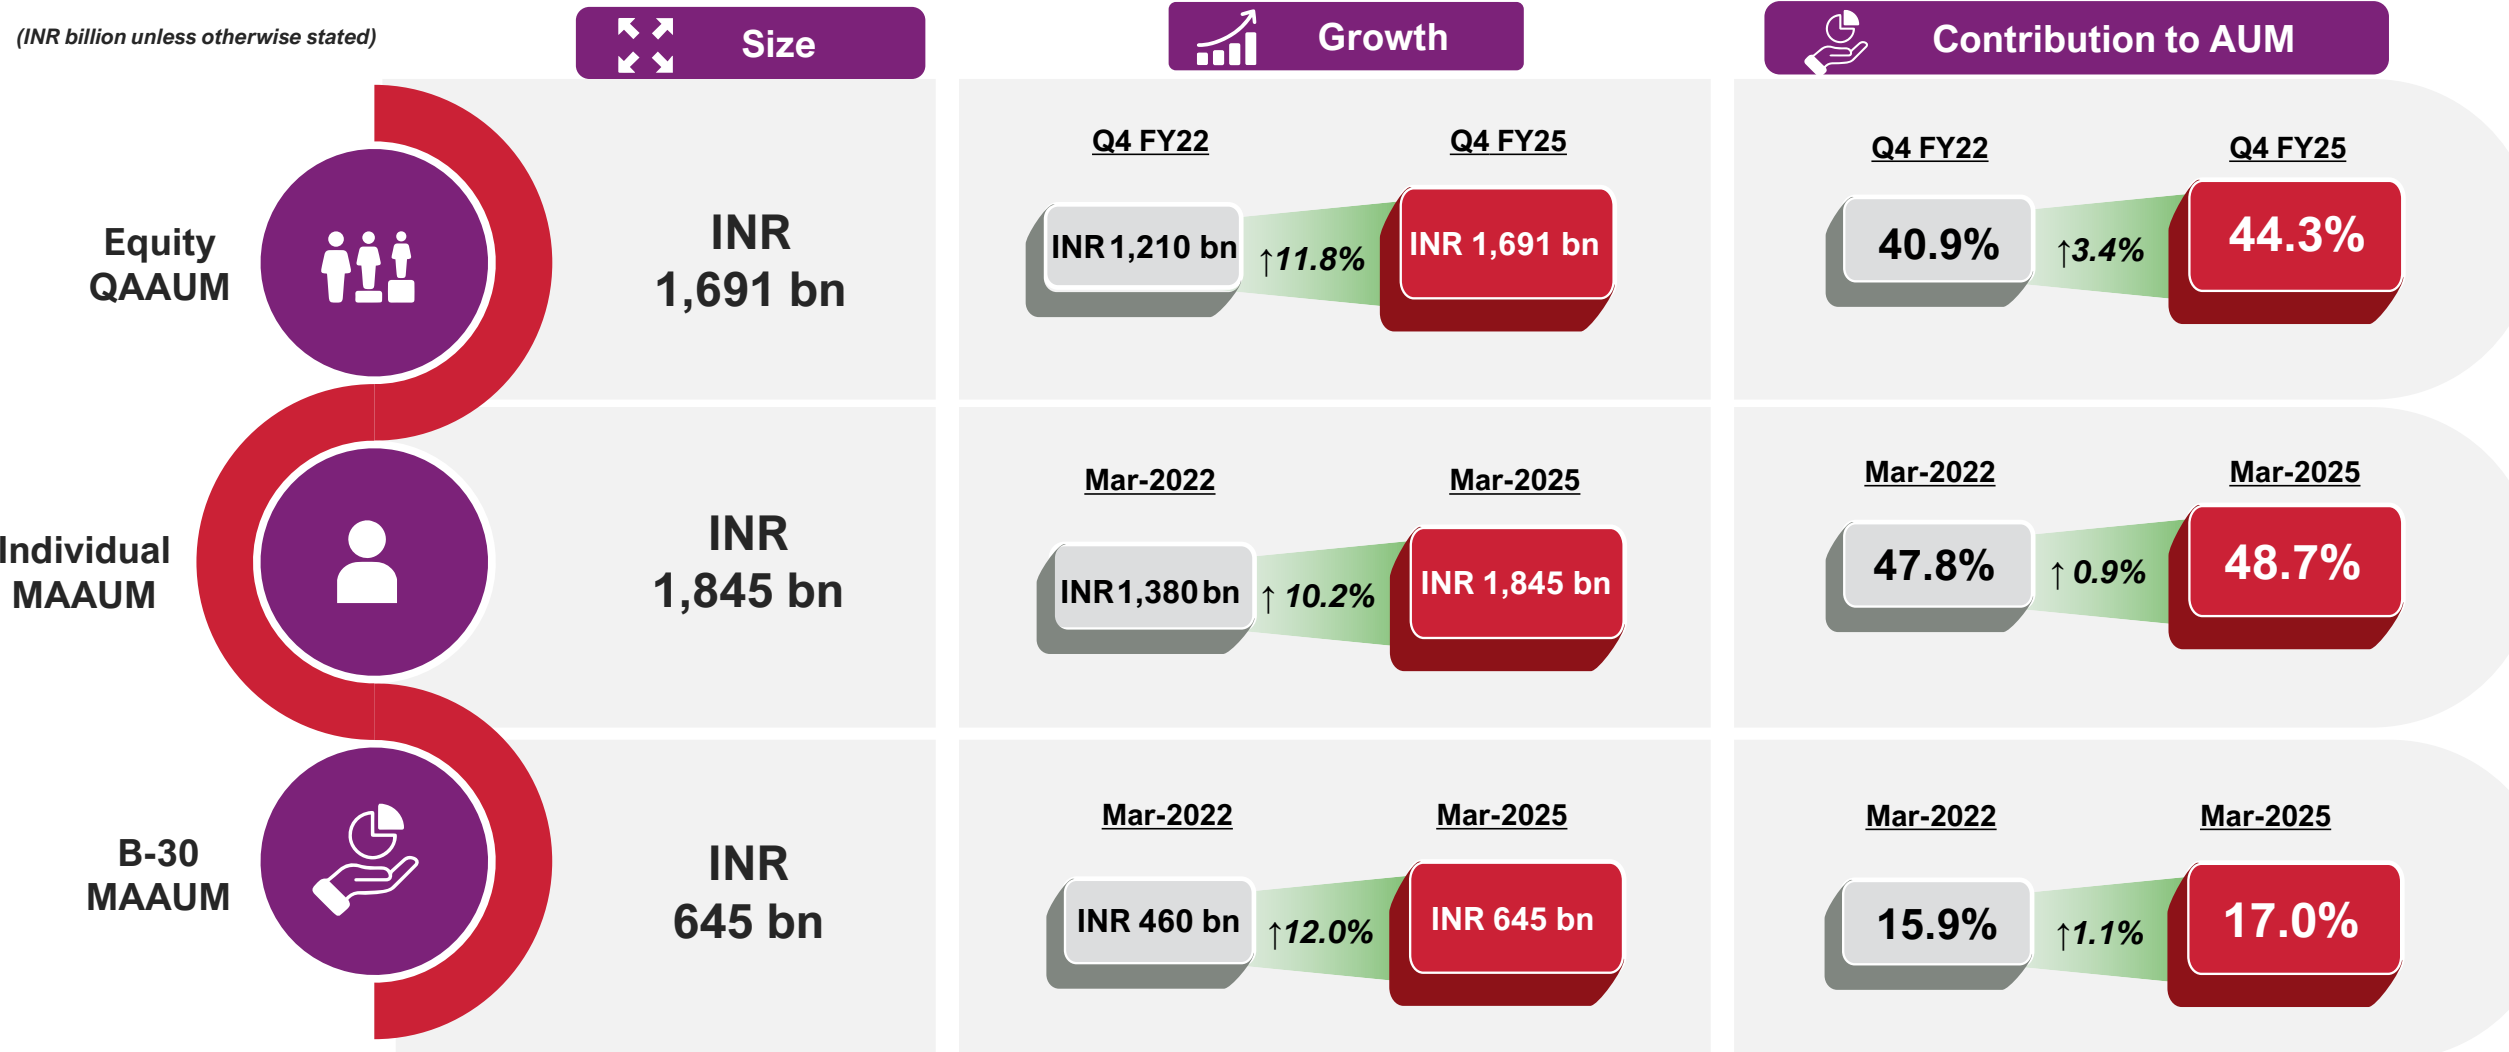 (INR billion unless otherwise stated)
Size
Growth
Contribution to AUM
Equity
QAAUM
INR
1,691 bn
Q4 FY22
Q4 FY25
INR 1,210 bn
↑11.8%
INR 1,691 bn
Q4 FY22
Q4 FY25
40.9%
↑3.4%
44.3%
Individual
MAAUM
INR
1,845 bn
Mar-2022
Mar-2025
INR 1,380 bn
↑ 10.2%
INR 1,845 bn
Mar-2022
Mar-2025
47.8%
↑ 0.9%
48.7%
B-30
MAAUM
INR
645 bn
Mar-2022
Mar-2025
INR 460 bn
↑12.0%
INR 645 bn
Mar-2022
Mar-2025
15.9%
↑1.1%
17.0%